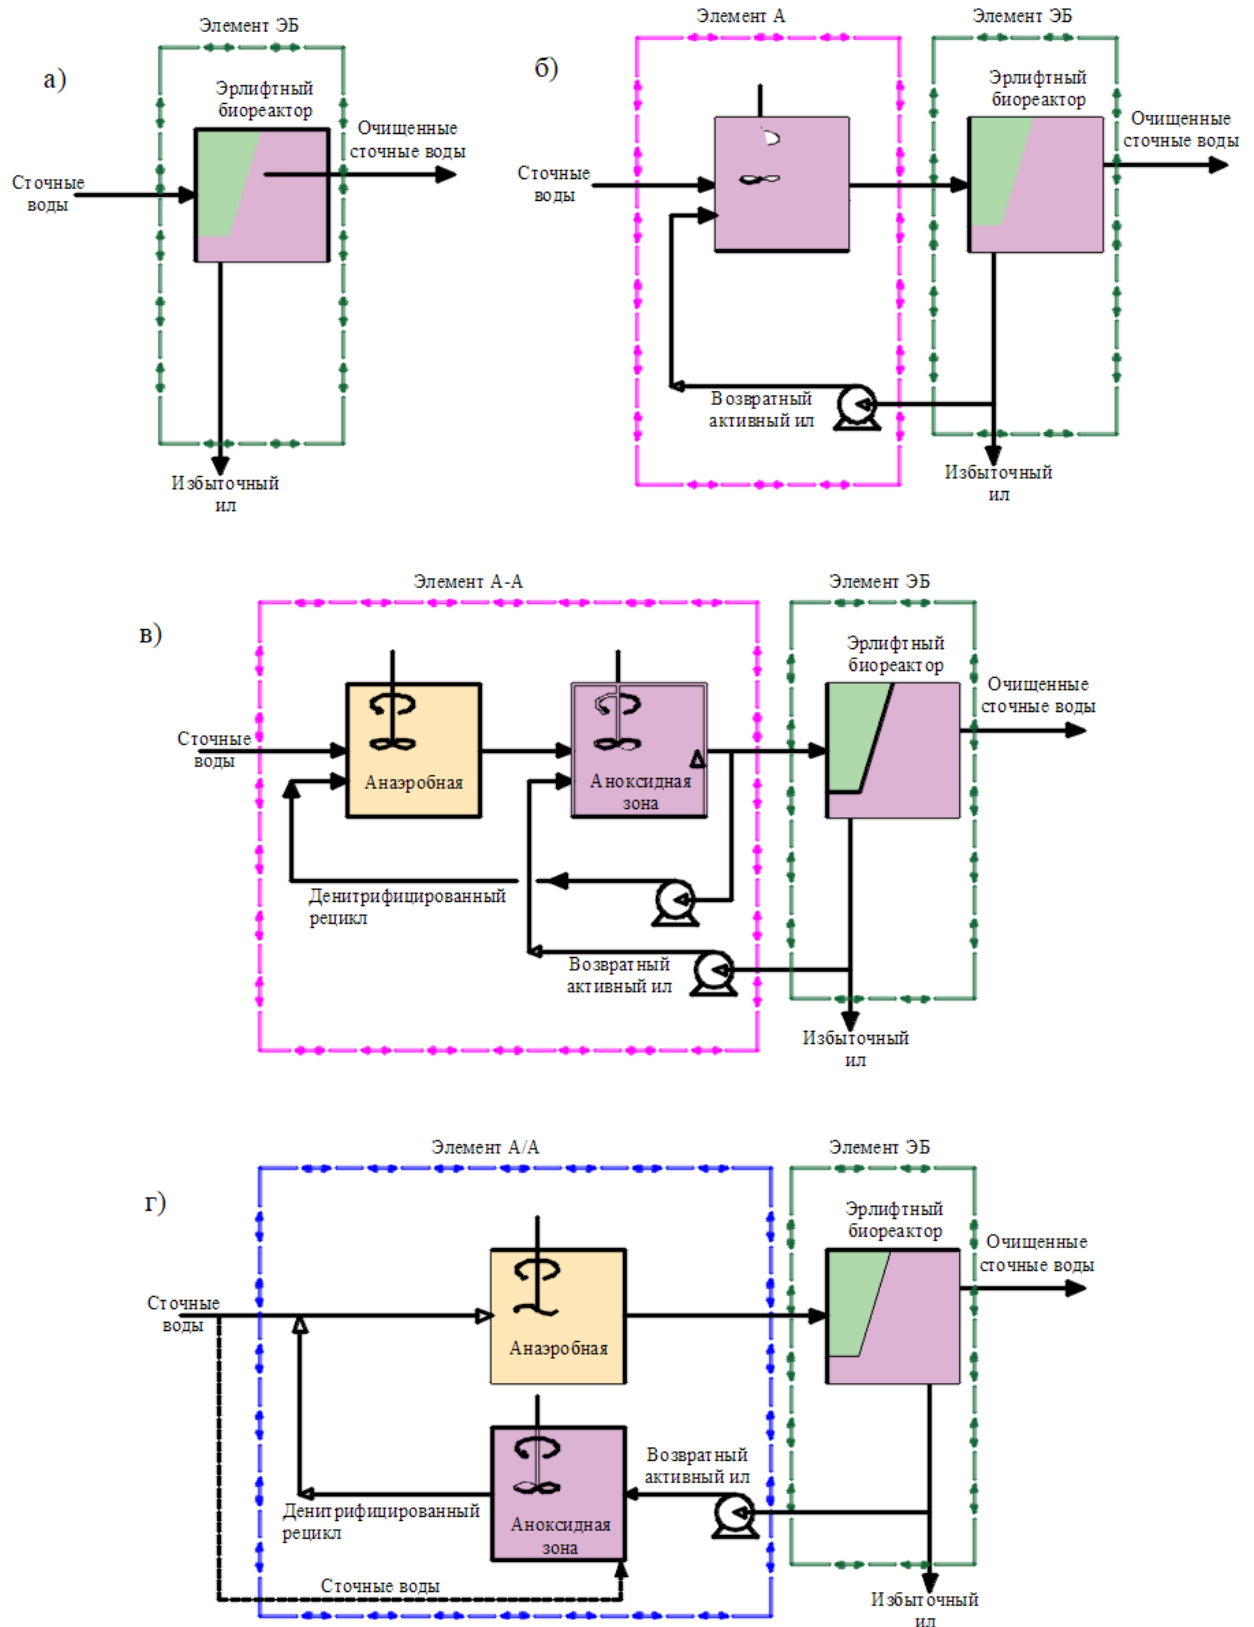 Элемент ЭБ
а)
Эрлифтный
биореактор
Очищенные
сточные воды
Сточные
воды
Избыточный
ил
Элемент А
Элемент ЭБ
б)
Эрлифтный
биореактор
Очищенные
сточные воды
Сточные
воды
Возвратный
активный ил
Избыточный
ил
Элемент А-А
Элемент ЭБ
в)
Эрлифтный
биореактор
Очищенные
сточные воды
Сточные
воды
Анаэробная
Аноксидная
зона
Денитрифицированный
рецикл
Возвратный
активный ил
Избыточный
ил
Элемент А/А
Элемент ЭБ
г)
Эрлифтный
биореактор
Очищенные
сточные воды
Сточные
воды
Анаэробная
Возвратный
активный ил
Денитрифицированный
рецикл
Аноксидная
зона
Сточные воды
Избыточный
ил